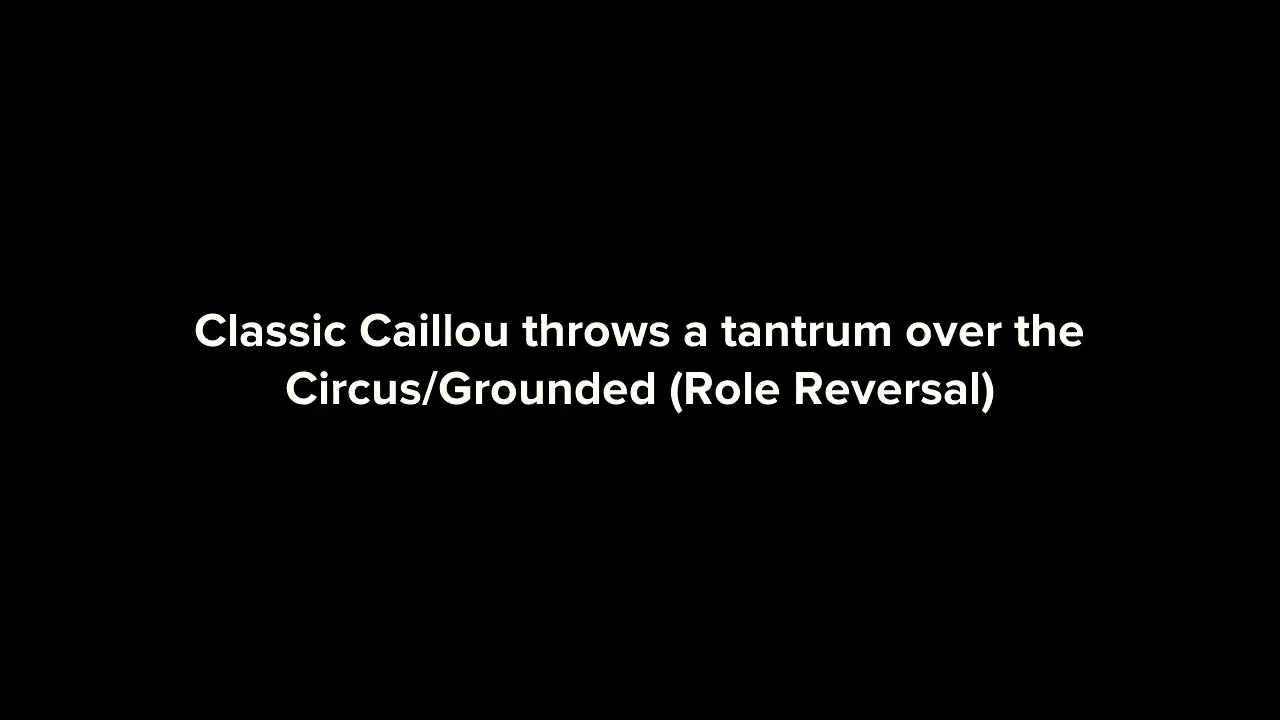 Classic Caillou throws a tantrum over the
Circus/Grounded (Role Reversal)